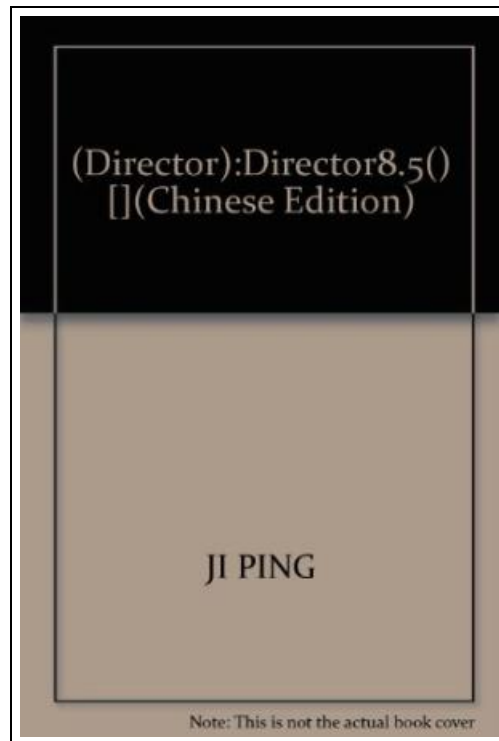 (Director):Director8.5()
[](Chinese Edition)
JI PING
Note: This is not the actual book cover